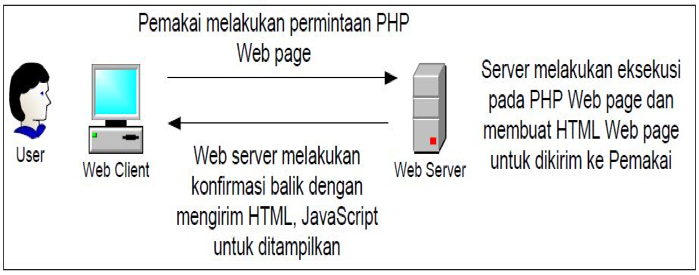 Pemakai melakukan permintaan PHP
Web page
User
Web Client
Web server melakukan
konfirmasi balik dengan
mengirim HTML, JavaScript
untuk ditampilkan
Web Server
Server melakukan eksekusi
pada PHP Web page dan
membuat HTML Web page
untuk dikirim ke Pemakai